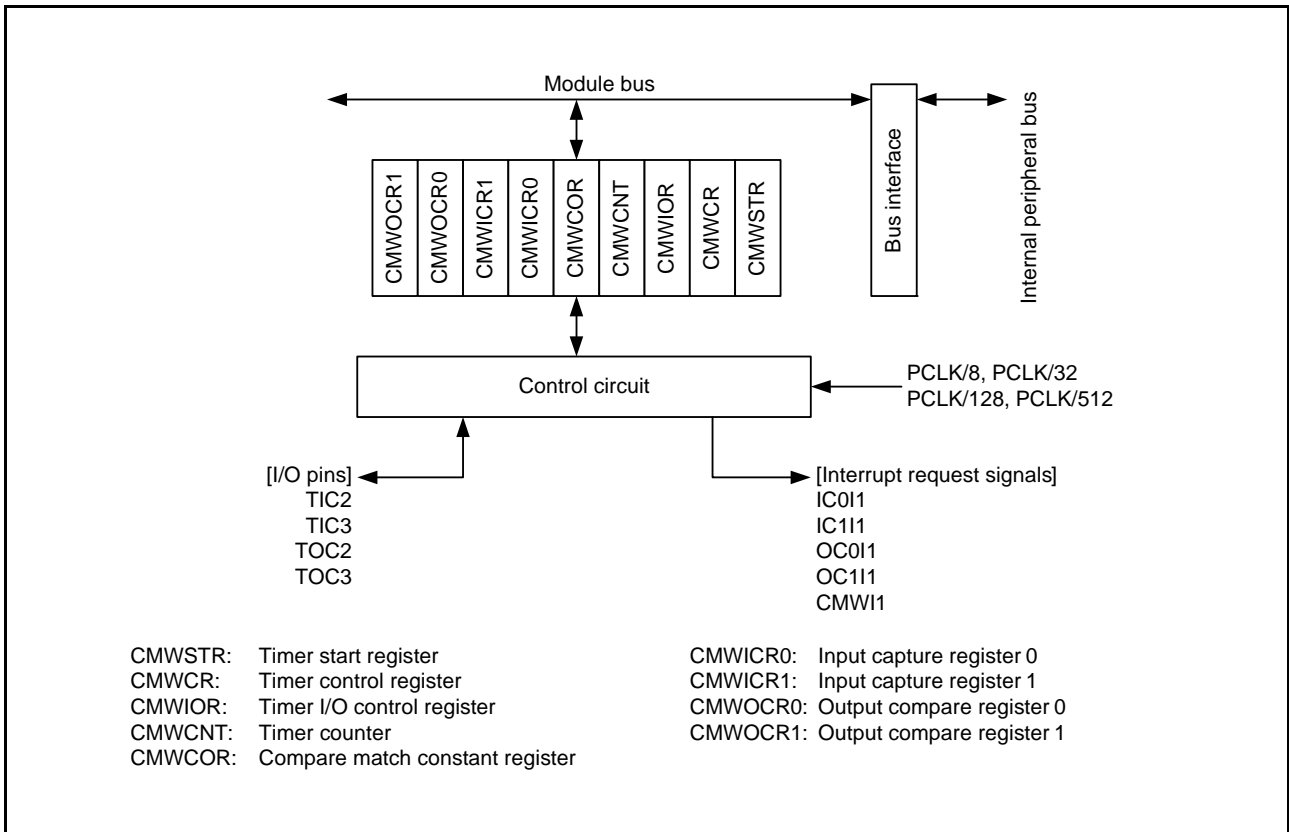 Module bus
Bus interface
Internal peripheral bus
CMWOCR1
CMWOCR0
CMWICR1
CMWICR0
CMWCOR
CMWCNT
CMWIOR
CMWCR
CMWSTR
Control circuit
PCLK/8, PCLK/32
PCLK/128, PCLK/512
[I/O pins]
TIC2
TIC3
TOC2
TOC3
[Interrupt request signals]
IC0I1
IC1I1
OC0I1
OC1I1
CMWI1
CMWSTR: Timer start register
CMWCR: Timer control register
CMWIOR: Timer I/O control register
CMWCNT: Timer counter
CMWCOR: Compare match constant register
CMWICR0: Input capture register 0
CMWICR1: Input capture register 1
CMWOCR0: Output compare register 0
CMWOCR1: Output compare register 1